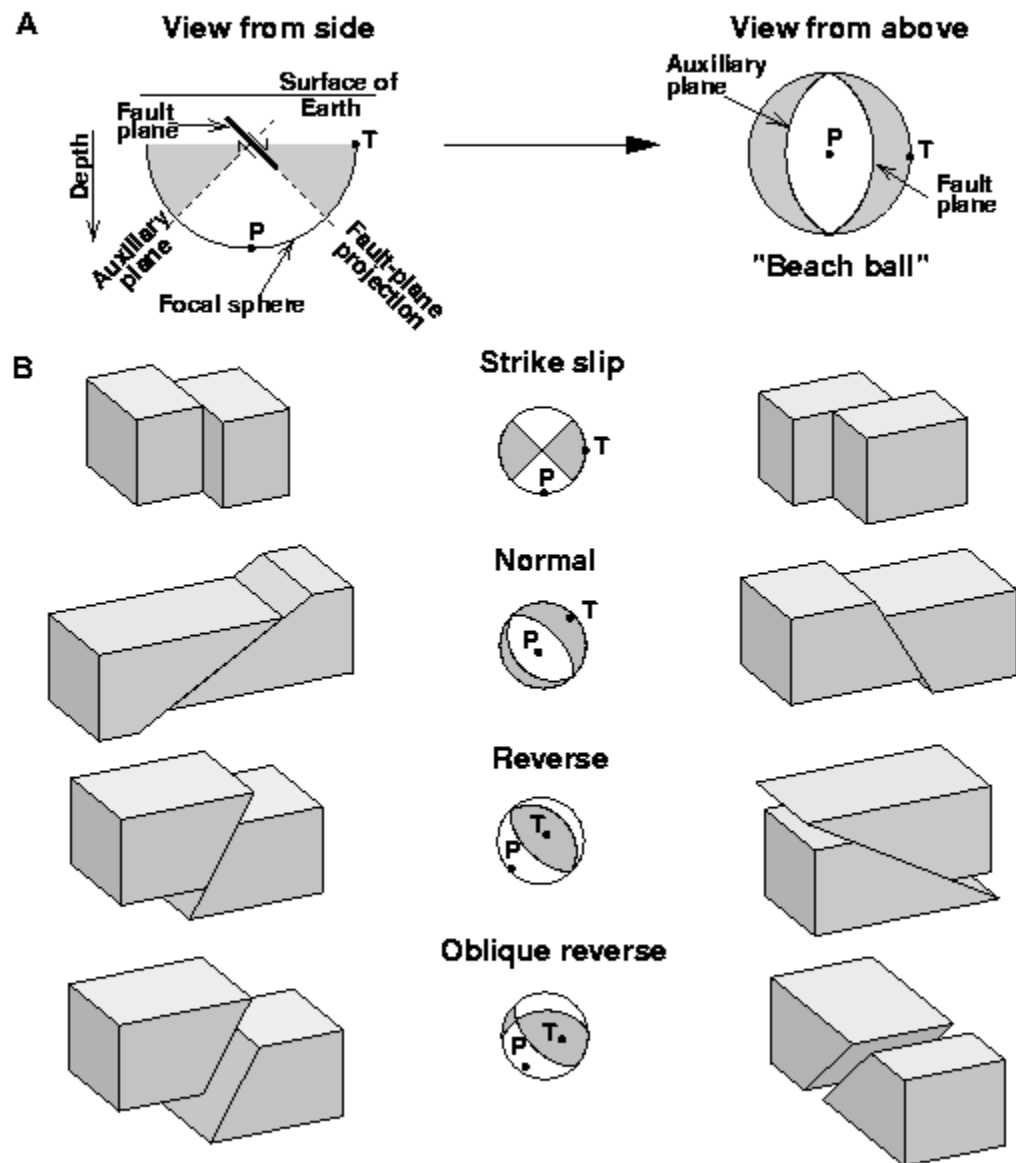 A
View from side
View from above
Surface of
Earth
Fault
plane
T
Depth
P
Auxiliary
plane
Fault-plane
projection
Focal sphere
Auxiliary
plane
P
T
Fault
plane
"Beach ball"
B
Strike slip
T
P
Normal
T
P
Reverse
T
P
Oblique reverse
T
P